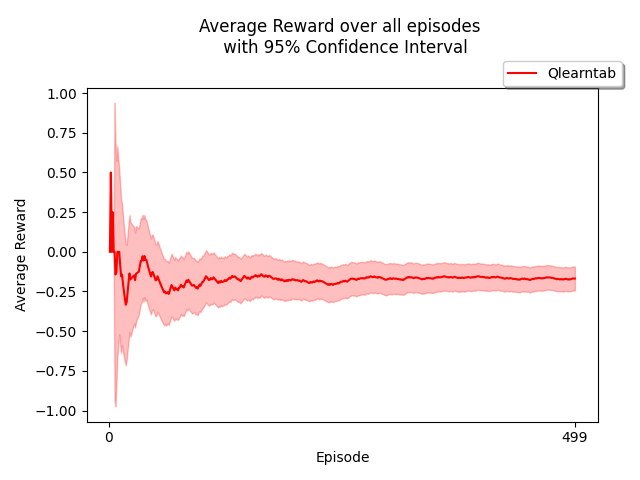 Average Reward over all episodes
with 95% Confidence Interval
Qlearntab
1.00
0.75
0.50
0.25
0.00
−0.25
−0.50
−0.75
−1.00
Average Reward
0
499
Episode